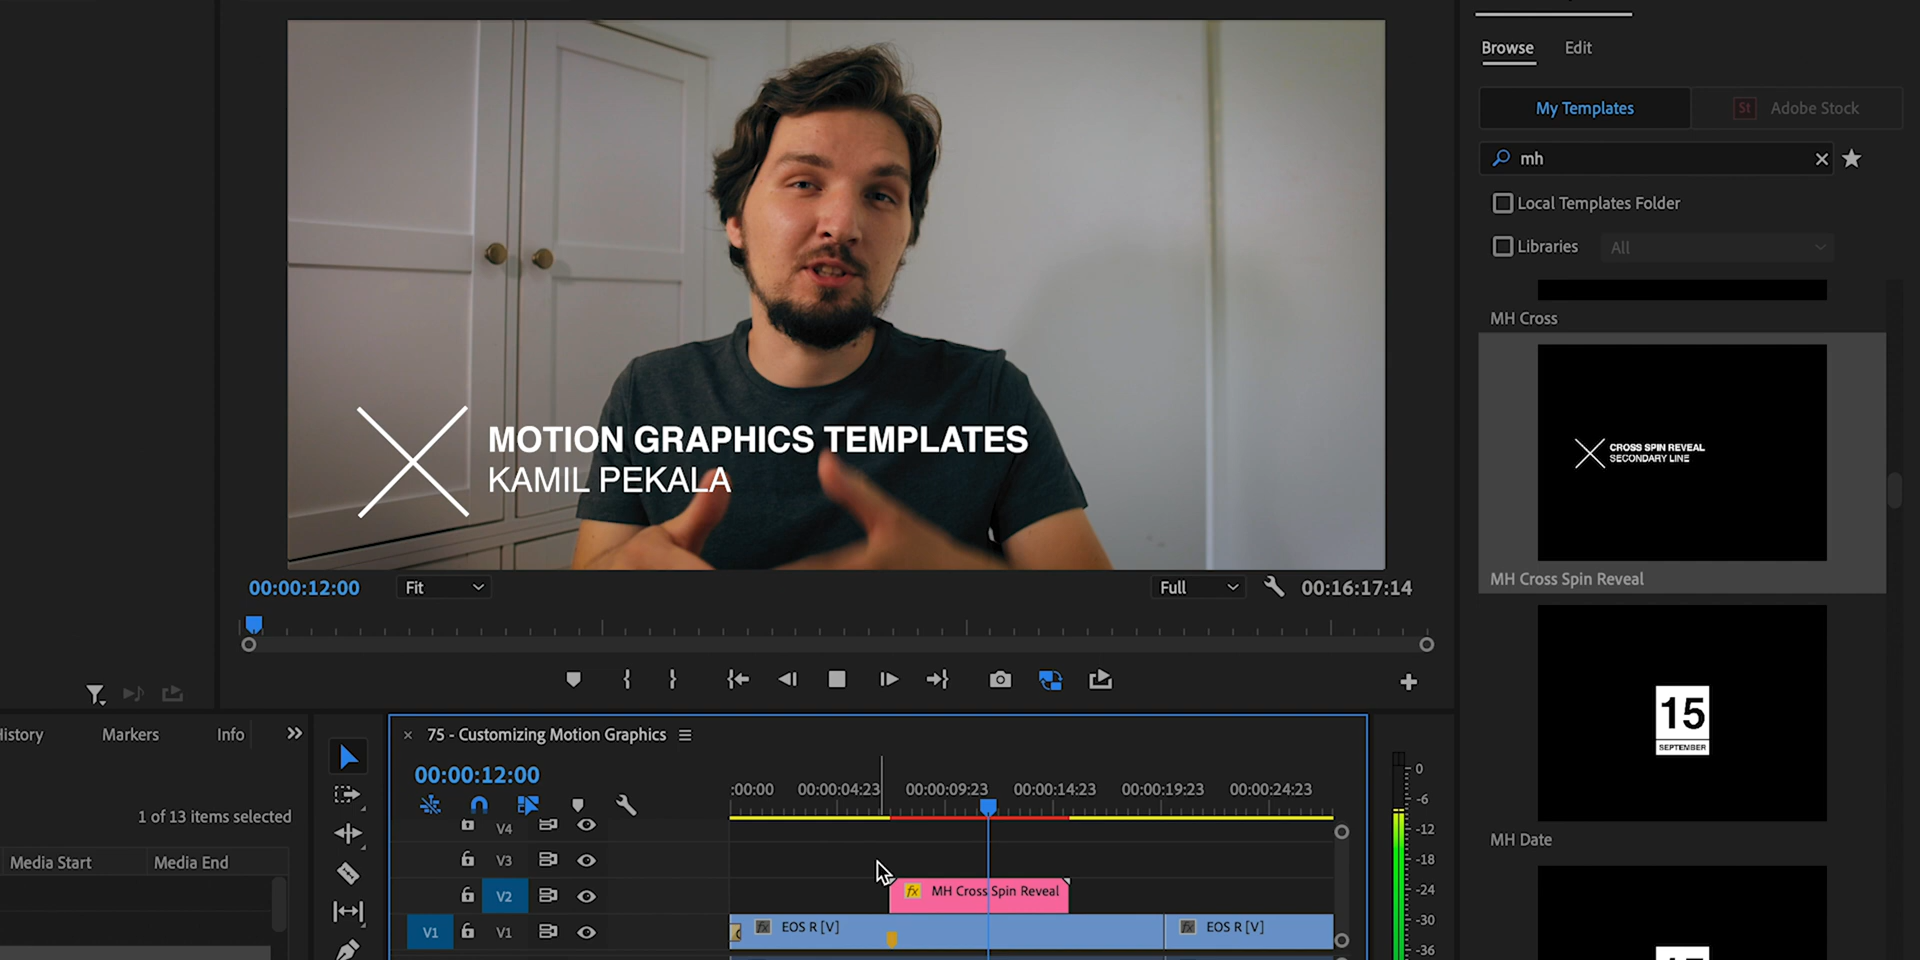 Browse
Edit
My Templates
St Adobe Stock
mh
Local Templates Folder
Libraries
All
MH Cross
CROSS SPIN REVEAL
SECONDARY LINE
MH Cross Spin Reveal
15
SEPTEMBER
MH Date
MOTION GRAPHICS TEMPLATES
KAMIL PEKALA
00:00:12:00
Fit
Full
00:16:17:14
History
Markers
Info
1 of 13 items selected
Media Start
Media End
75 - Customizing Motion Graphics
00:00:12:00
:00:00
00:00:04:23
00:00:09:23
00:00:14:23
00:00:19:23
00:00:24:23
V4
V3
V2
fx MH Cross Spin Reveal
V1
V1
fx EOS R [V]
fx EOS R [V]
0
-6
-12
-18
-24
-30
-36